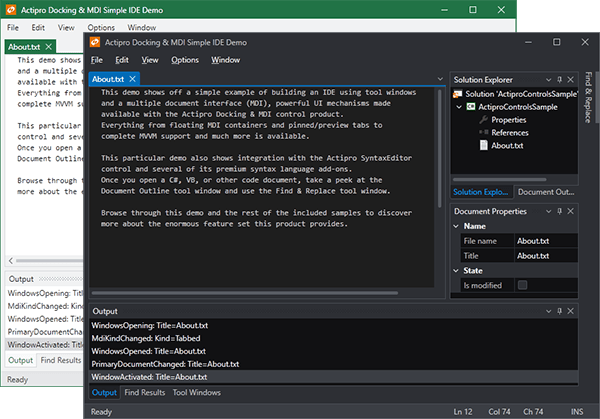 Actipro Docking & MDI Simple IDE Demo
File Edit View Options Window
About.txt
This demo shows
and a multiple d
available with t
Everything from
complete MVVM su
This particular
control and seve
Once you open a
Document Outline
Browse through t
more about the e
Output
WindowsOpening: Ti
MdiKindChanged: Kind
WindowsOpened: Ti
PrimaryDocumentChang
WindowActivated: Title
Output Find Results
Ready
Actipro Docking & MDI Simple IDE Demo
File Edit View Options Window
About.txt
This demo shows off a simple example of building an IDE using tool windows
and a multiple document interface (MDI), powerful UI mechanisms made
available with the Actipro Docking & MDI control product.
Everything from floating MDI containers and pinned/preview tabs to
complete MVVM support and much more is available.
This particular demo also shows integration with the Actipro SyntaxEditor
control and several of its premium syntax language add-ons.
Once you open a C#, VB, or other code document, take a peek at the
Document Outline tool window and use the Find & Replace tool window.
Browse through this demo and the rest of the included samples to discover
more about the enormous feature set this product provides.
Solution Explorer
Solution 'ActiproControlsSample'
ActiproControlsSample
Properties
References
About.txt
Solution Explo... Document Out...
Find & Replace
Document Properties
Name
File name About.txt
Title About.txt
State
Is modified
Output
WindowsOpening: Title=About.txt
MdiKindChanged: Kind=Tabbed
WindowsOpened: Title=About.txt
PrimaryDocumentChanged: Title=About.txt
WindowActivated: Title=About.txt
Output Find Results Tool Windows
Ready Ln 12 Col 74 Ch 74 INS